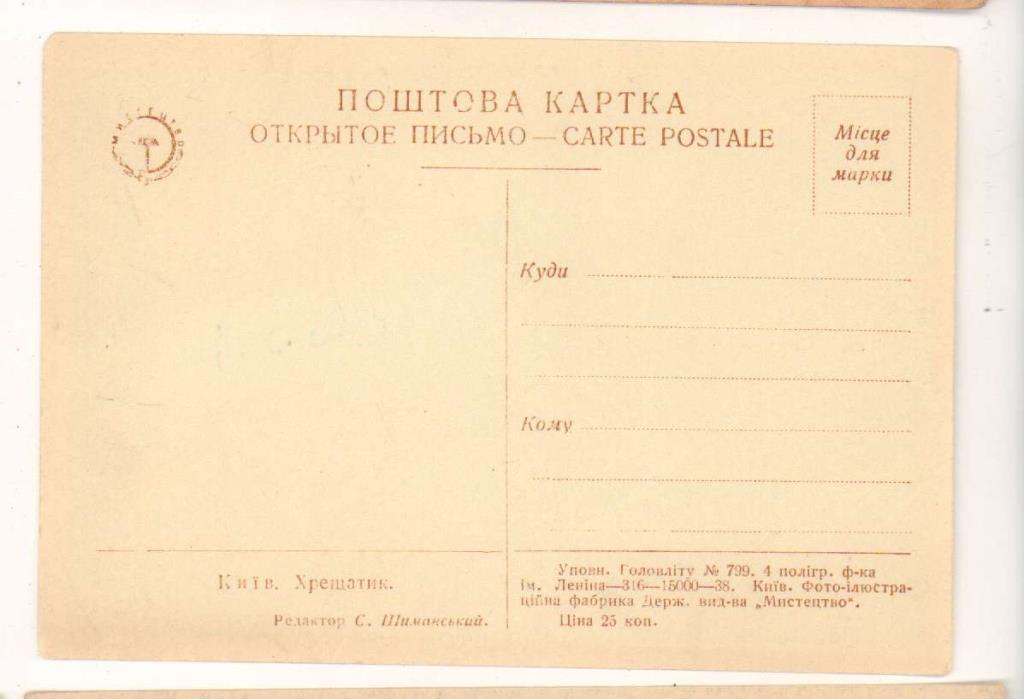 ПОШТОВА КАРТКА
ОТКРЫТОЕ ПИСЬМО — CARTE POSTALE
Місце
для
марки
Куди
Кому
Київ. Хрещатик.
Редактор С. Шиманський.
Уповн. Головліту № 799. 4 полігр. ф-ка
ім. Леніна—316—15000—38. Київ. Фото-ілюстра-
ційна фабрика Держ. вид-ва „Мистецтво“.
Ціна 25 коп.